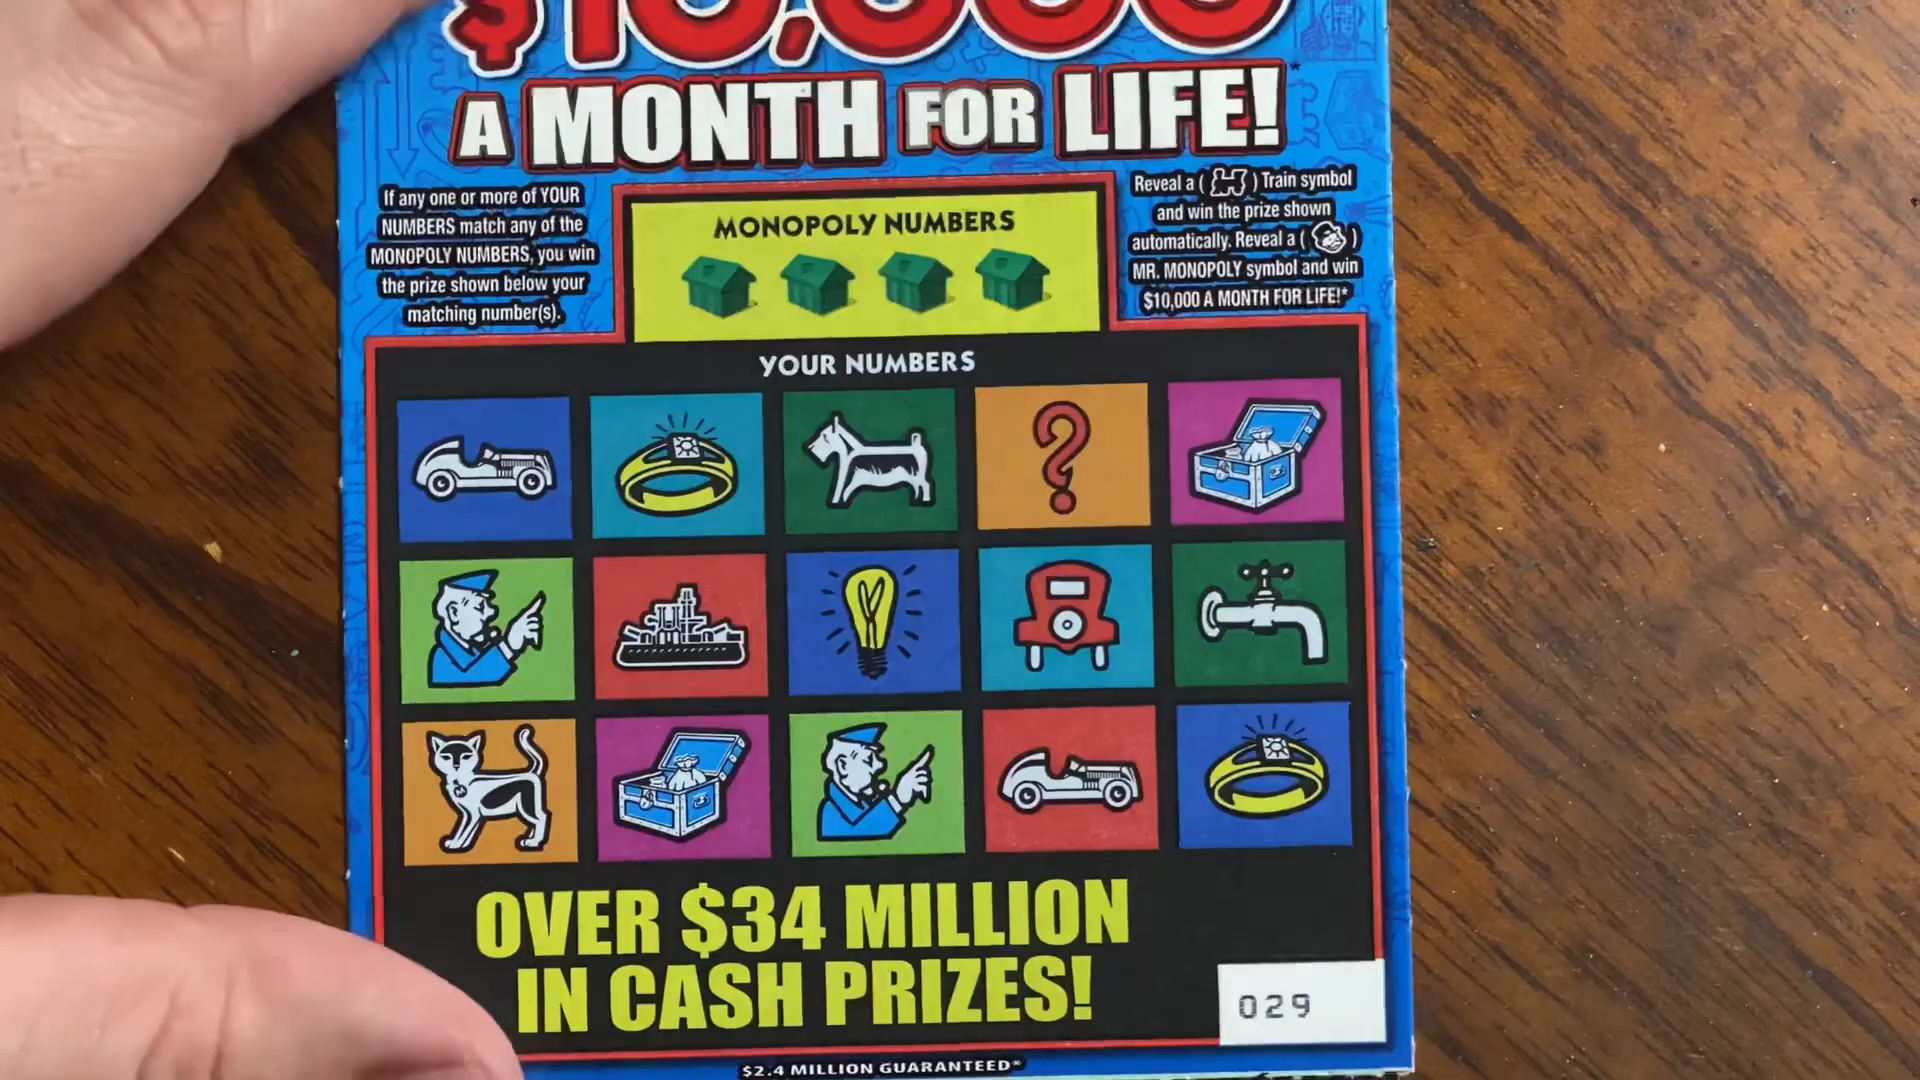 $10,000
A MONTH FOR LIFE!*
If any one or more of YOUR
NUMBERS match any of the
MONOPOLY NUMBERS, you win
the prize shown below your
matching number(s).
MONOPOLY NUMBERS
Reveal a ( ) Train symbol
and win the prize shown
automatically. Reveal a ( )
MR. MONOPOLY symbol and win
$10,000 A MONTH FOR LIFE!*
YOUR NUMBERS
?
OVER $34 MILLION
IN CASH PRIZES!
029
$2.4 MILLION GUARANTEED*